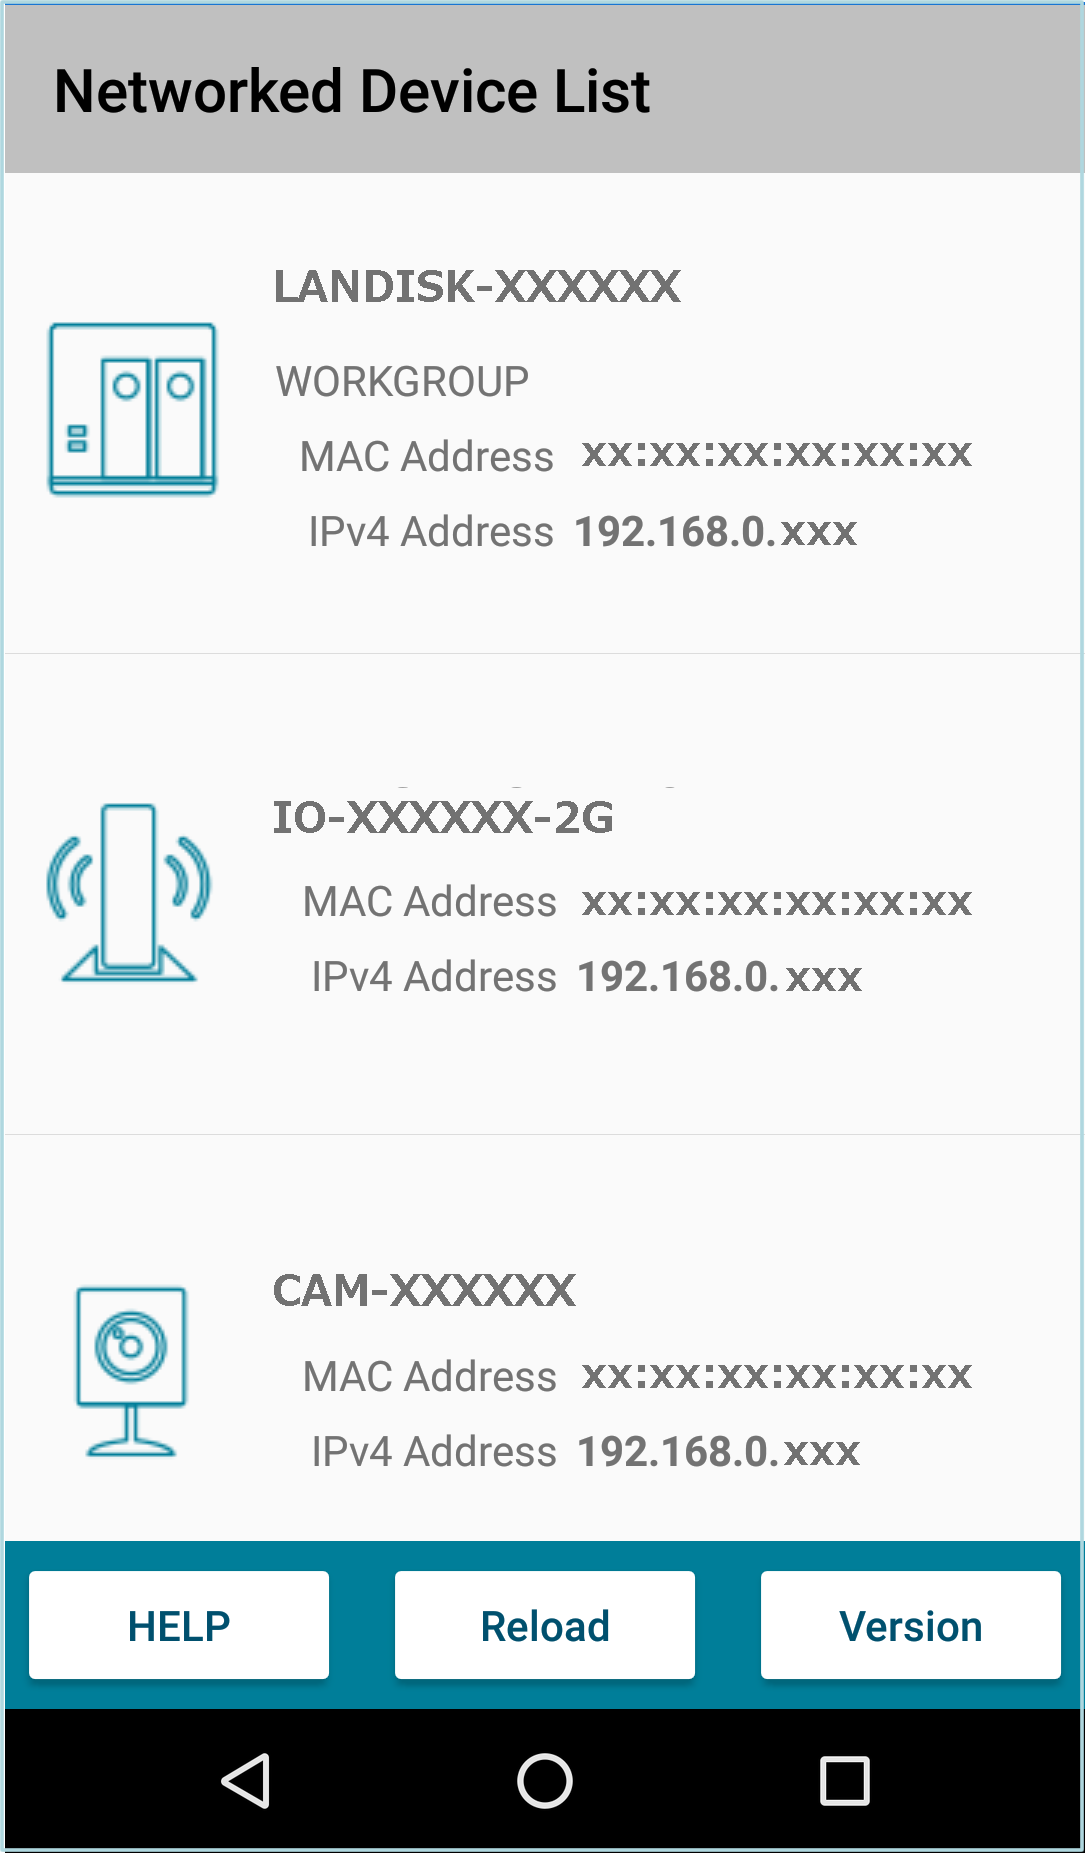 Networked Device List
LANDISK-XXXXXX
WORKGROUP
MAC Address xx:xx:xx:xx:xx:xx
IPv4 Address 192.168.0.xxx
IO-XXXXXX-2G
MAC Address xx:xx:xx:xx:xx:xx
IPv4 Address 192.168.0.xxx
CAM-XXXXXX
MAC Address xx:xx:xx:xx:xx:xx
IPv4 Address 192.168.0.xxx
HELP Reload Version